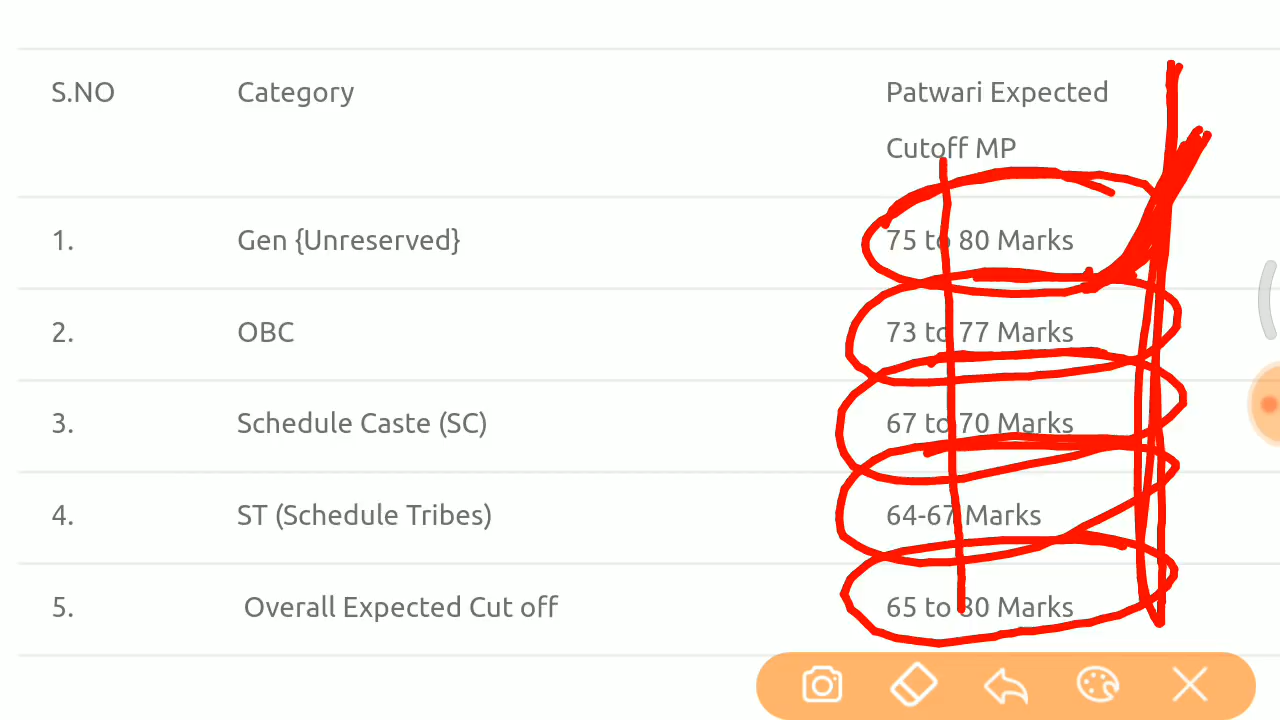 S.NO Category Patwari Expected
Cutoff MP
1. Gen {Unreserved} 75 to 80 Marks
2. OBC 73 to 77 Marks
3. Schedule Caste (SC) 67 to 70 Marks
4. ST (Schedule Tribes) 64-67 Marks
5. Overall Expected Cut off 65 to 80 Marks